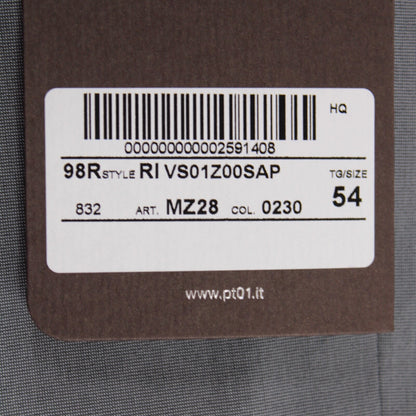 HQ
000000000002591408
98R STYLE RI VS01Z00SAP TG/SIZE
832 ART. MZ28 COL. 0230 54
www.pt01.it